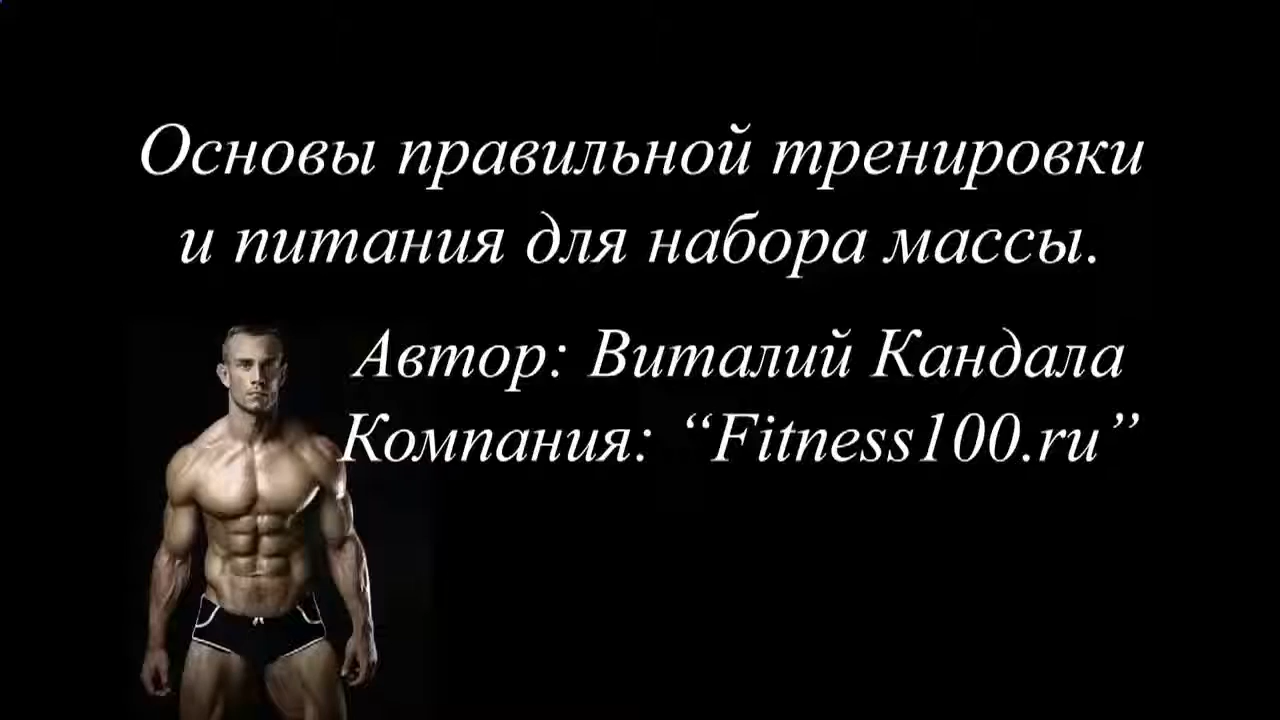 Основы правильной тренировки
и питания для набора массы.
Автор: Виталий Кандала
Компания: “Fitness100.ru”